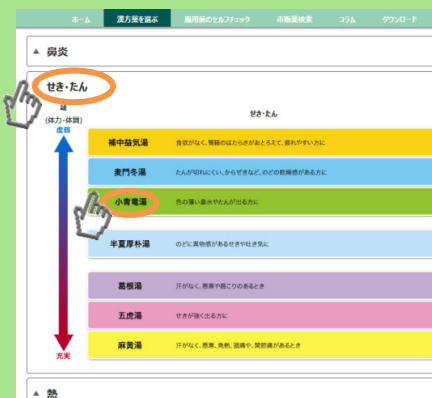 ホーム 漢方薬を選ぶ 服用前のセルフチェック 市販薬検索 コラム ダウンロード
▲ 鼻炎
せき・たん
証 せき・たん
(体力・体質)
虚弱
補中益気湯 食欲がなく、胃腸のはたらきがおとろえて、疲れやすい方に
麦門冬湯 たんが切れにくい、からぜきなど、のどの乾燥感がある方に
小青竜湯 色の薄い鼻水やたんが出る方に
半夏厚朴湯 のどに異物感があるせきや吐き気に
葛根湯 汗がなく、悪寒や肩こりのあるとき
五虎湯 せきが強く出る方に
麻黄湯 汗がなく、悪寒、発熱、頭痛や、関節痛があるとき
充実
▲ 熱